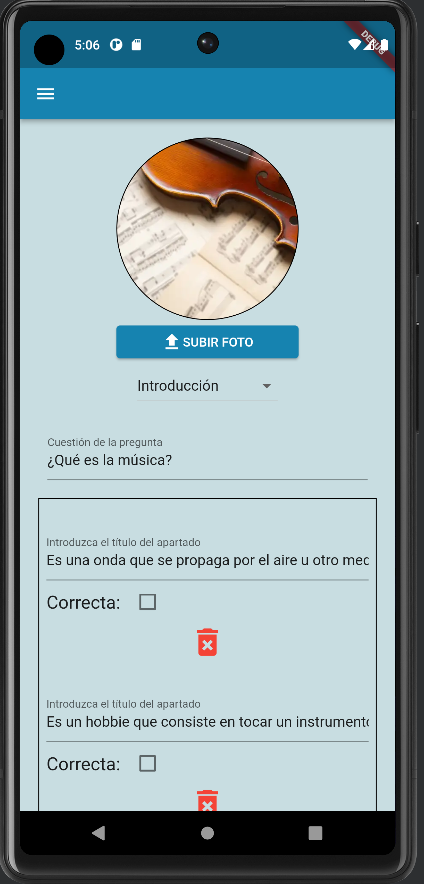 5:06
DEBUG
SUBIR FOTO
Introducción
Cuestión de la pregunta
¿Qué es la música?
Introduzca el título del apartado
Es una onda que se propaga por el aire u otro med
Correcta:
Introduzca el título del apartado
Es un hobbie que consiste en tocar un instrumento
Correcta: